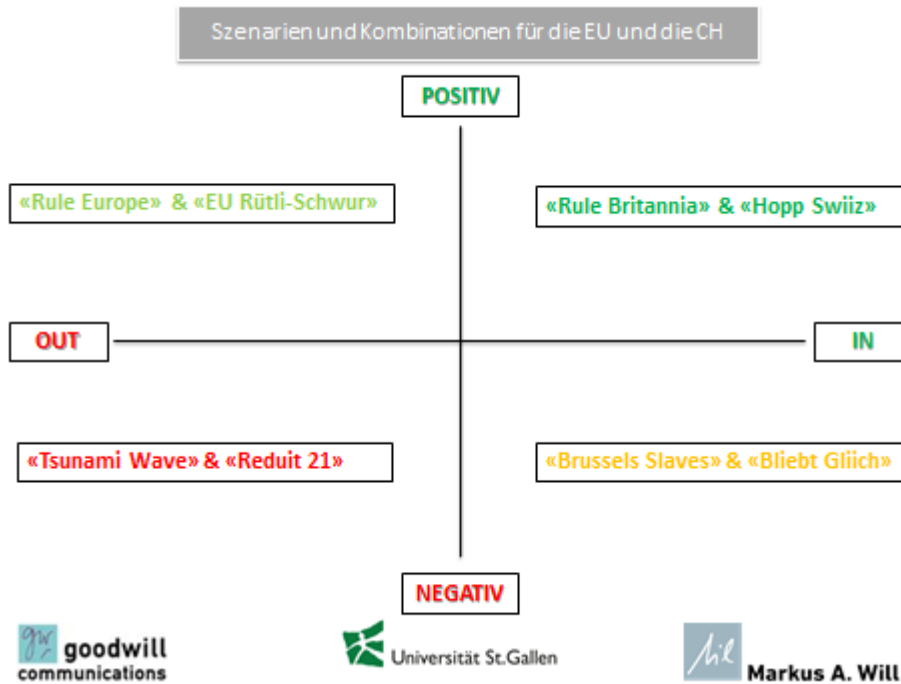 Szenarien und Kombinationen für die EU und die CH
POSITIV
«Rule Europe» & «EU Rütli-Schwur»
«Rule Britannia» & «Hopp Swiiz»
OUT
IN
«Tsunami Wave» & «Reduit 21»
«Brussels Slaves» & «Bliebt Gliich»
NEGATIV
gw goodwill
communications
Universität St.Gallen
Markus A. Will